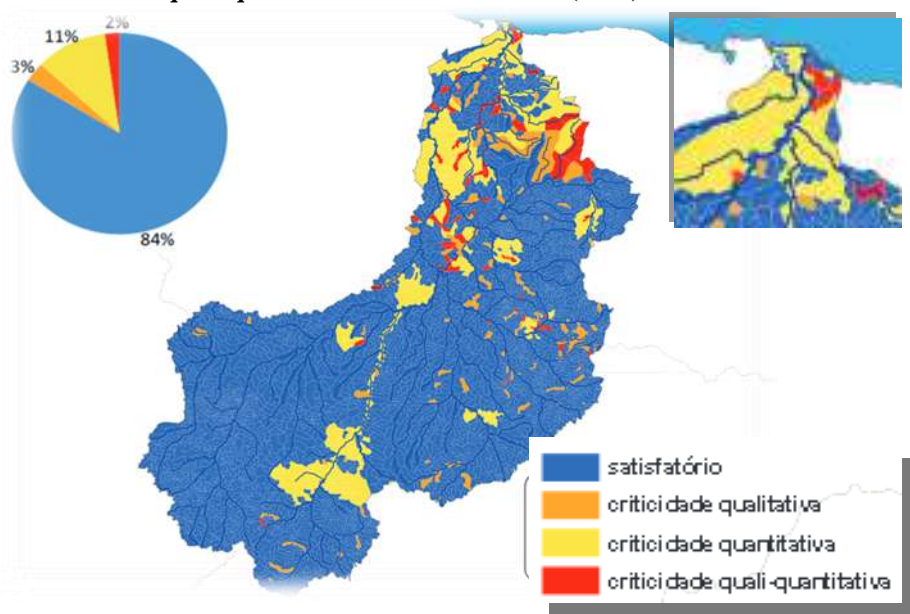 2%
11%
3%
84%
satisfatório
criticidade qualitativa
criticidade quantitativa
criticidade quali-quantitativa